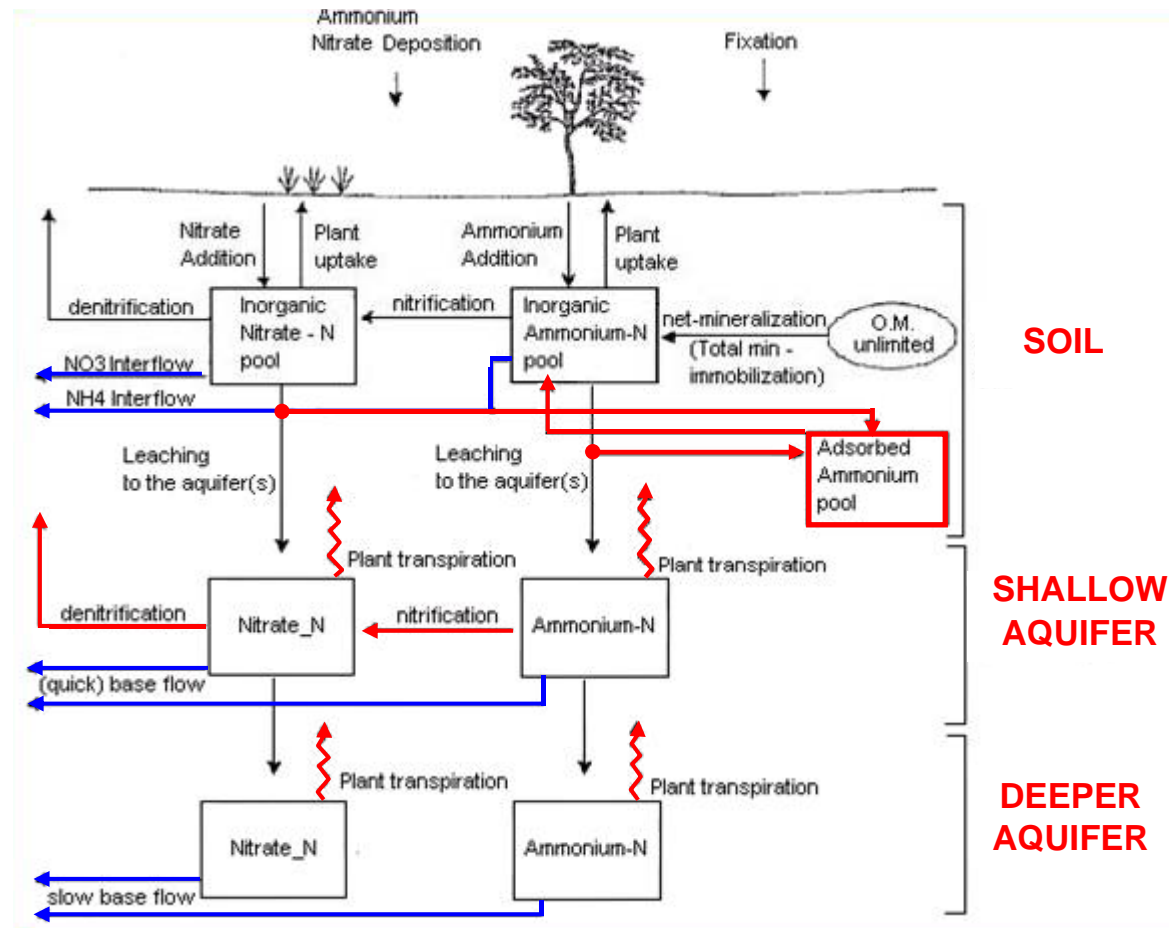 Ammonium
Nitrate Deposition
Fixation
Nitrate
Addition
Plant
uptake
Ammonium
Addition
Plant
uptake
denitrification
Inorganic
Nitrate - N
pool
nitrification
Inorganic
Ammonium-N
pool
net-mineralization
(Total min -
immobilization)
O.M.
unlimited
SOIL
NO3 Interflow
NH4 Interflow
Leaching
to the aquifer(s)
Leaching
to the aquifer(s)
Adsorbed
Ammonium
pool
Plant transpiration
Plant transpiration
denitrification
Nitrate_N
nitrification
Ammonium-N
SHALLOW
AQUIFER
(quick) base flow
Plant transpiration
Plant transpiration
Nitrate_N
Ammonium-N
DEEPER
AQUIFER
slow base flow